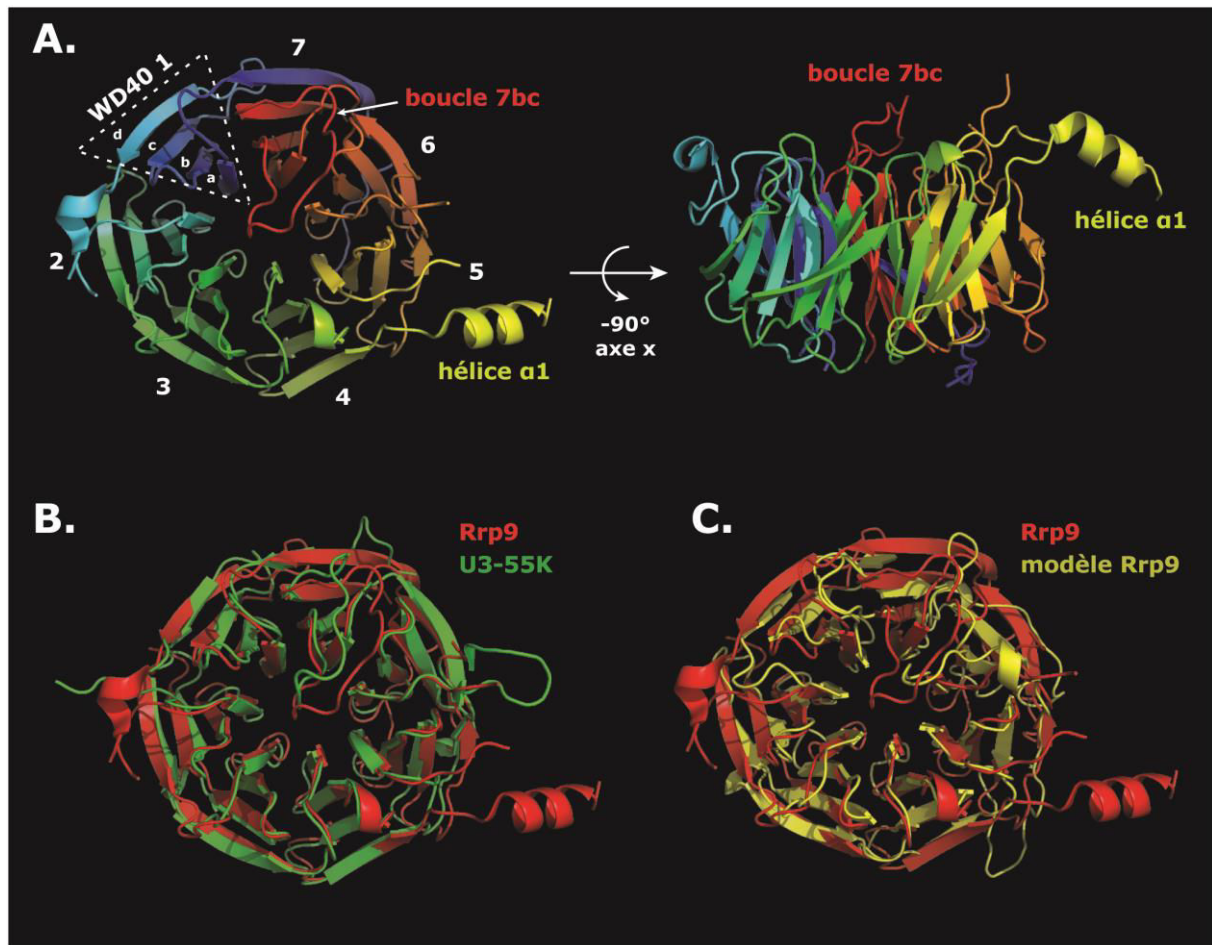 A.
7
WD40 1
boucle 7bc
d
c
b
a
6
2
5
hélice α1
3
4
-90°
axe x
boucle 7bc
hélice α1
B.
Rrp9
U3-55K
C.
Rrp9
modèle Rrp9